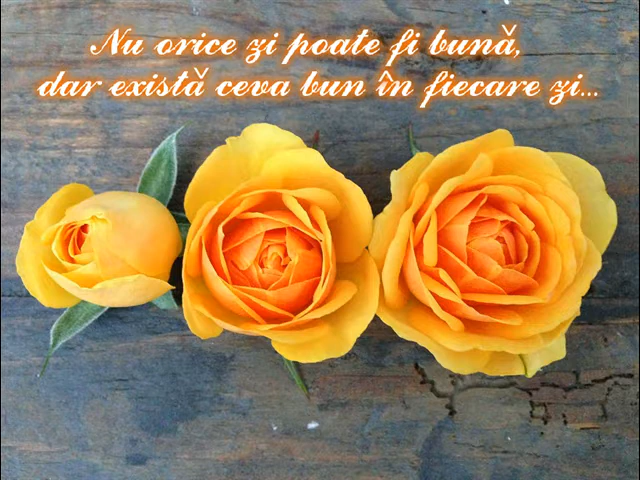 Nu orice zi poate fi bună,
dar există ceva bun în fiecare zi...